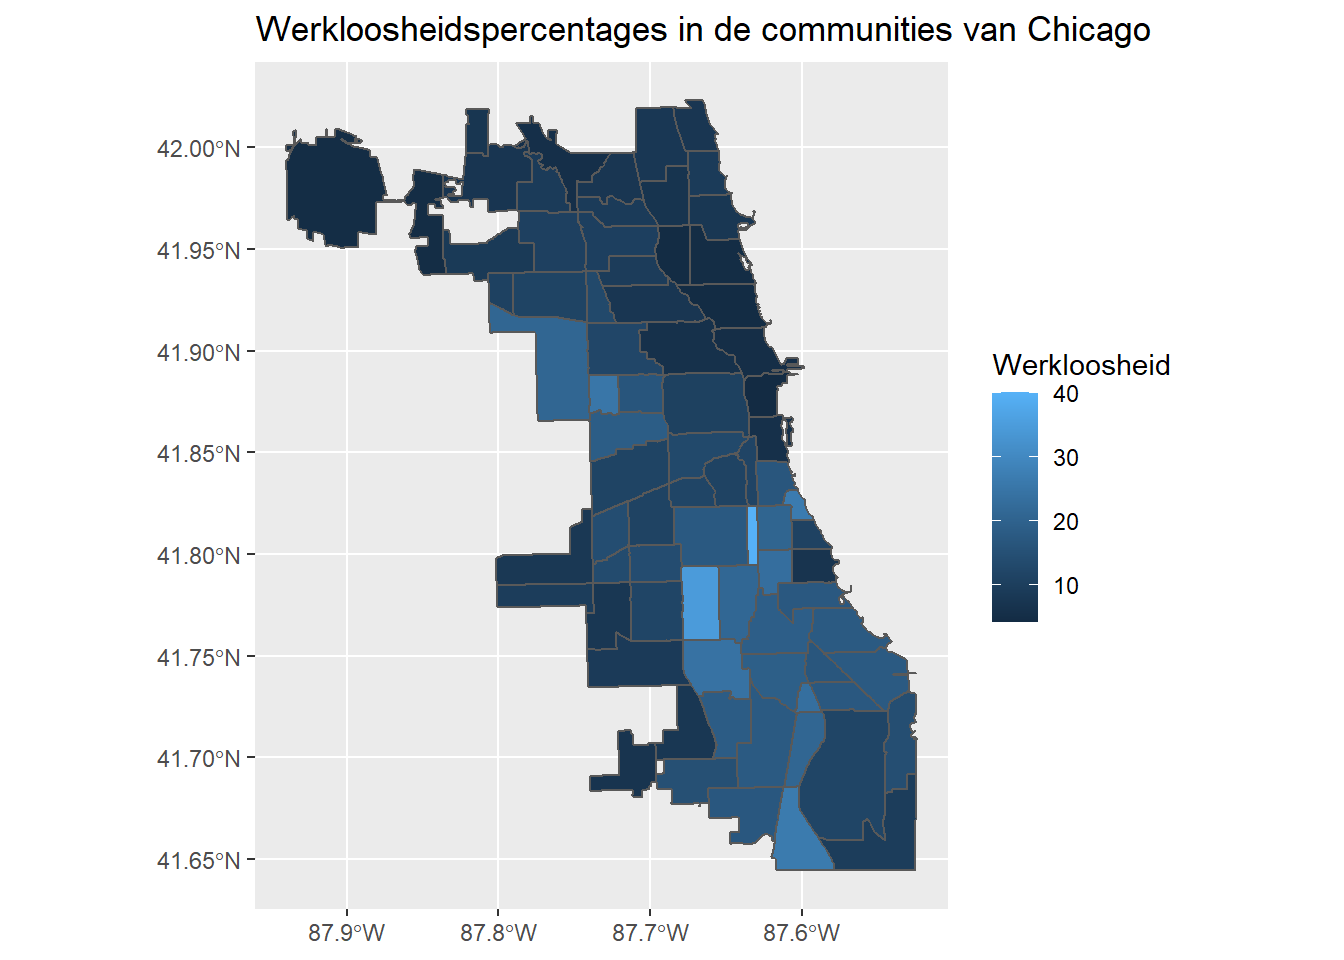 Werkloosheidspercentages in de communities van Chicago
42.00°N
41.95°N
41.90°N
41.85°N
41.80°N
41.75°N
41.70°N
41.65°N
87.9°W 87.8°W 87.7°W 87.6°W
Werkloosheid
40
30
20
10